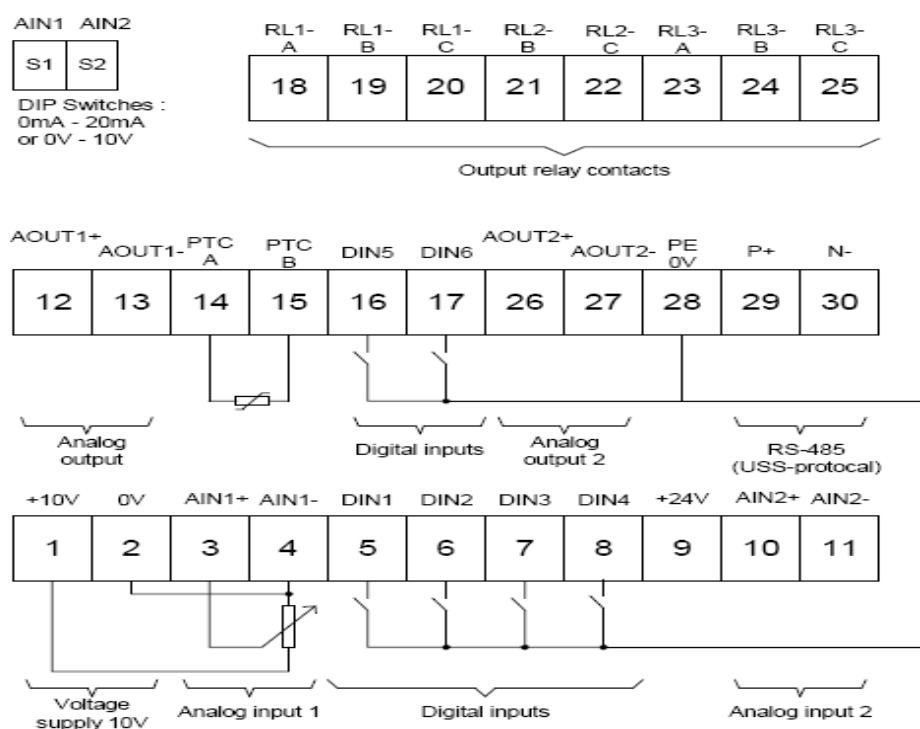 AIN1 AIN2
S1 S2
DIP Switches :
0mA - 20mA
or 0V - 10V
RL1-A RL1-B RL1-C RL2-B RL2-C RL3-A RL3-B RL3-C
18 19 20 21 22 23 24 25
Output relay contacts
AOUT1+ AOUT1- PTC A PTC B DIN5 DIN6 AOUT2+ AOUT2- PE 0V P+ N-
12 13 14 15 16 17 26 27 28 29 30
Analog output
Digital inputs
Analog output 2
RS-485 (USS-protocal)
+10V 0V AIN1+ AIN1- DIN1 DIN2 DIN3 DIN4 +24V AIN2+ AIN2-
1 2 3 4 5 6 7 8 9 10 11
Voltage supply 10V
Analog input 1
Digital inputs
Analog input 2